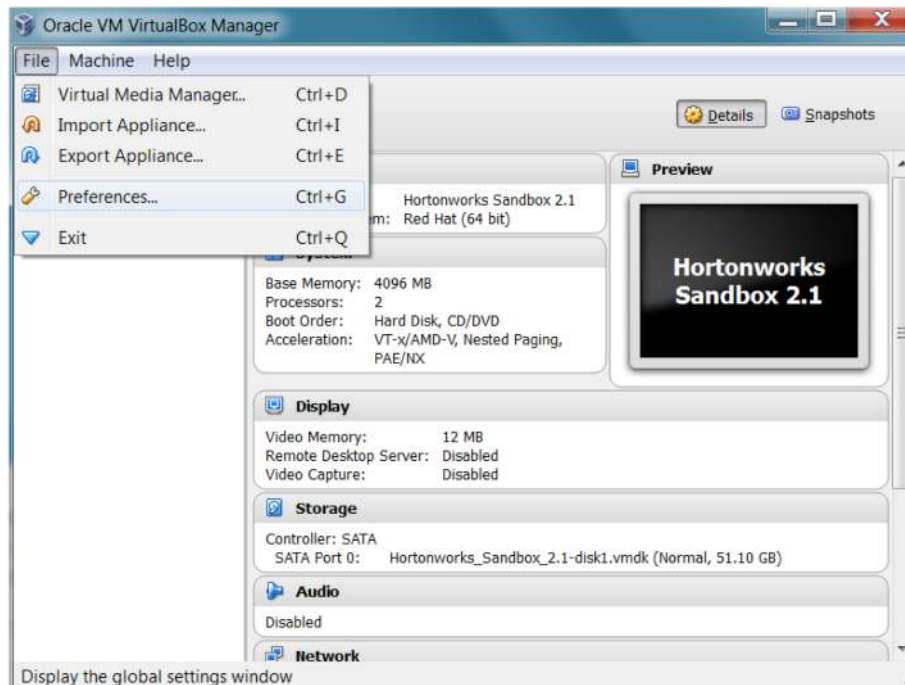 Oracle VM VirtualBox Manager
File Machine Help
Virtual Media Manager... Ctrl+D
Import Appliance... Ctrl+I
Export Appliance... Ctrl+E
Preferences... Ctrl+G
Exit Ctrl+Q
Details Snapshots
Hortonworks Sandbox 2.1
Red Hat (64 bit)
Preview
Hortonworks
Sandbox 2.1
System
Base Memory: 4096 MB
Processors: 2
Boot Order: Hard Disk, CD/DVD
Acceleration: VT-x/AMD-V, Nested Paging,
PAE/NX
Display
Video Memory: 12 MB
Remote Desktop Server: Disabled
Video Capture: Disabled
Storage
Controller: SATA
SATA Port 0: Hortonworks_Sandbox_2.1-disk1.vmdk (Normal, 51.10 GB)
Audio
Disabled
Network
Display the global settings window